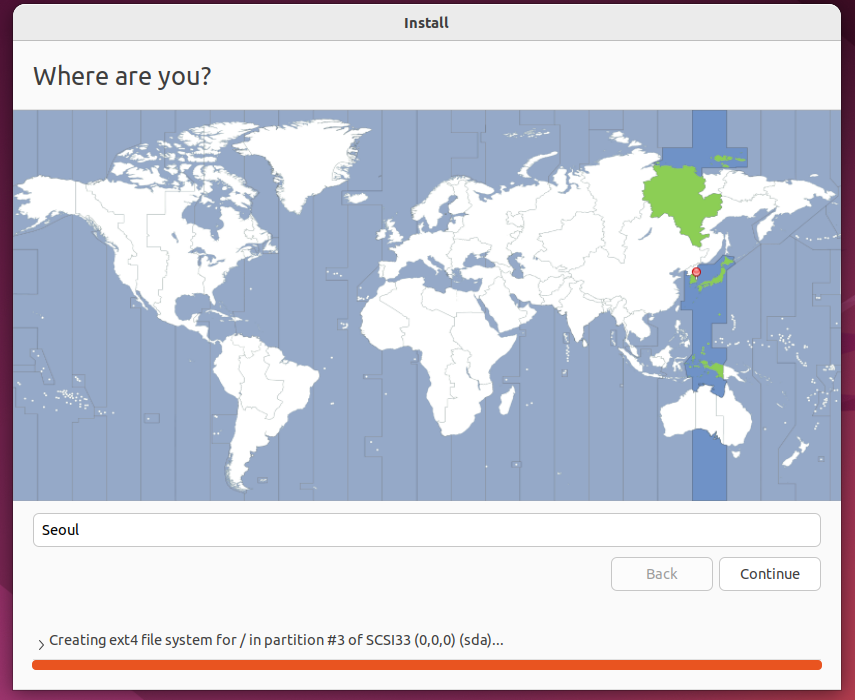 Install
Where are you?
Seoul
Back
Continue
Creating ext4 file system for / in partition #3 of SCSI33 (0,0,0) (sda)...